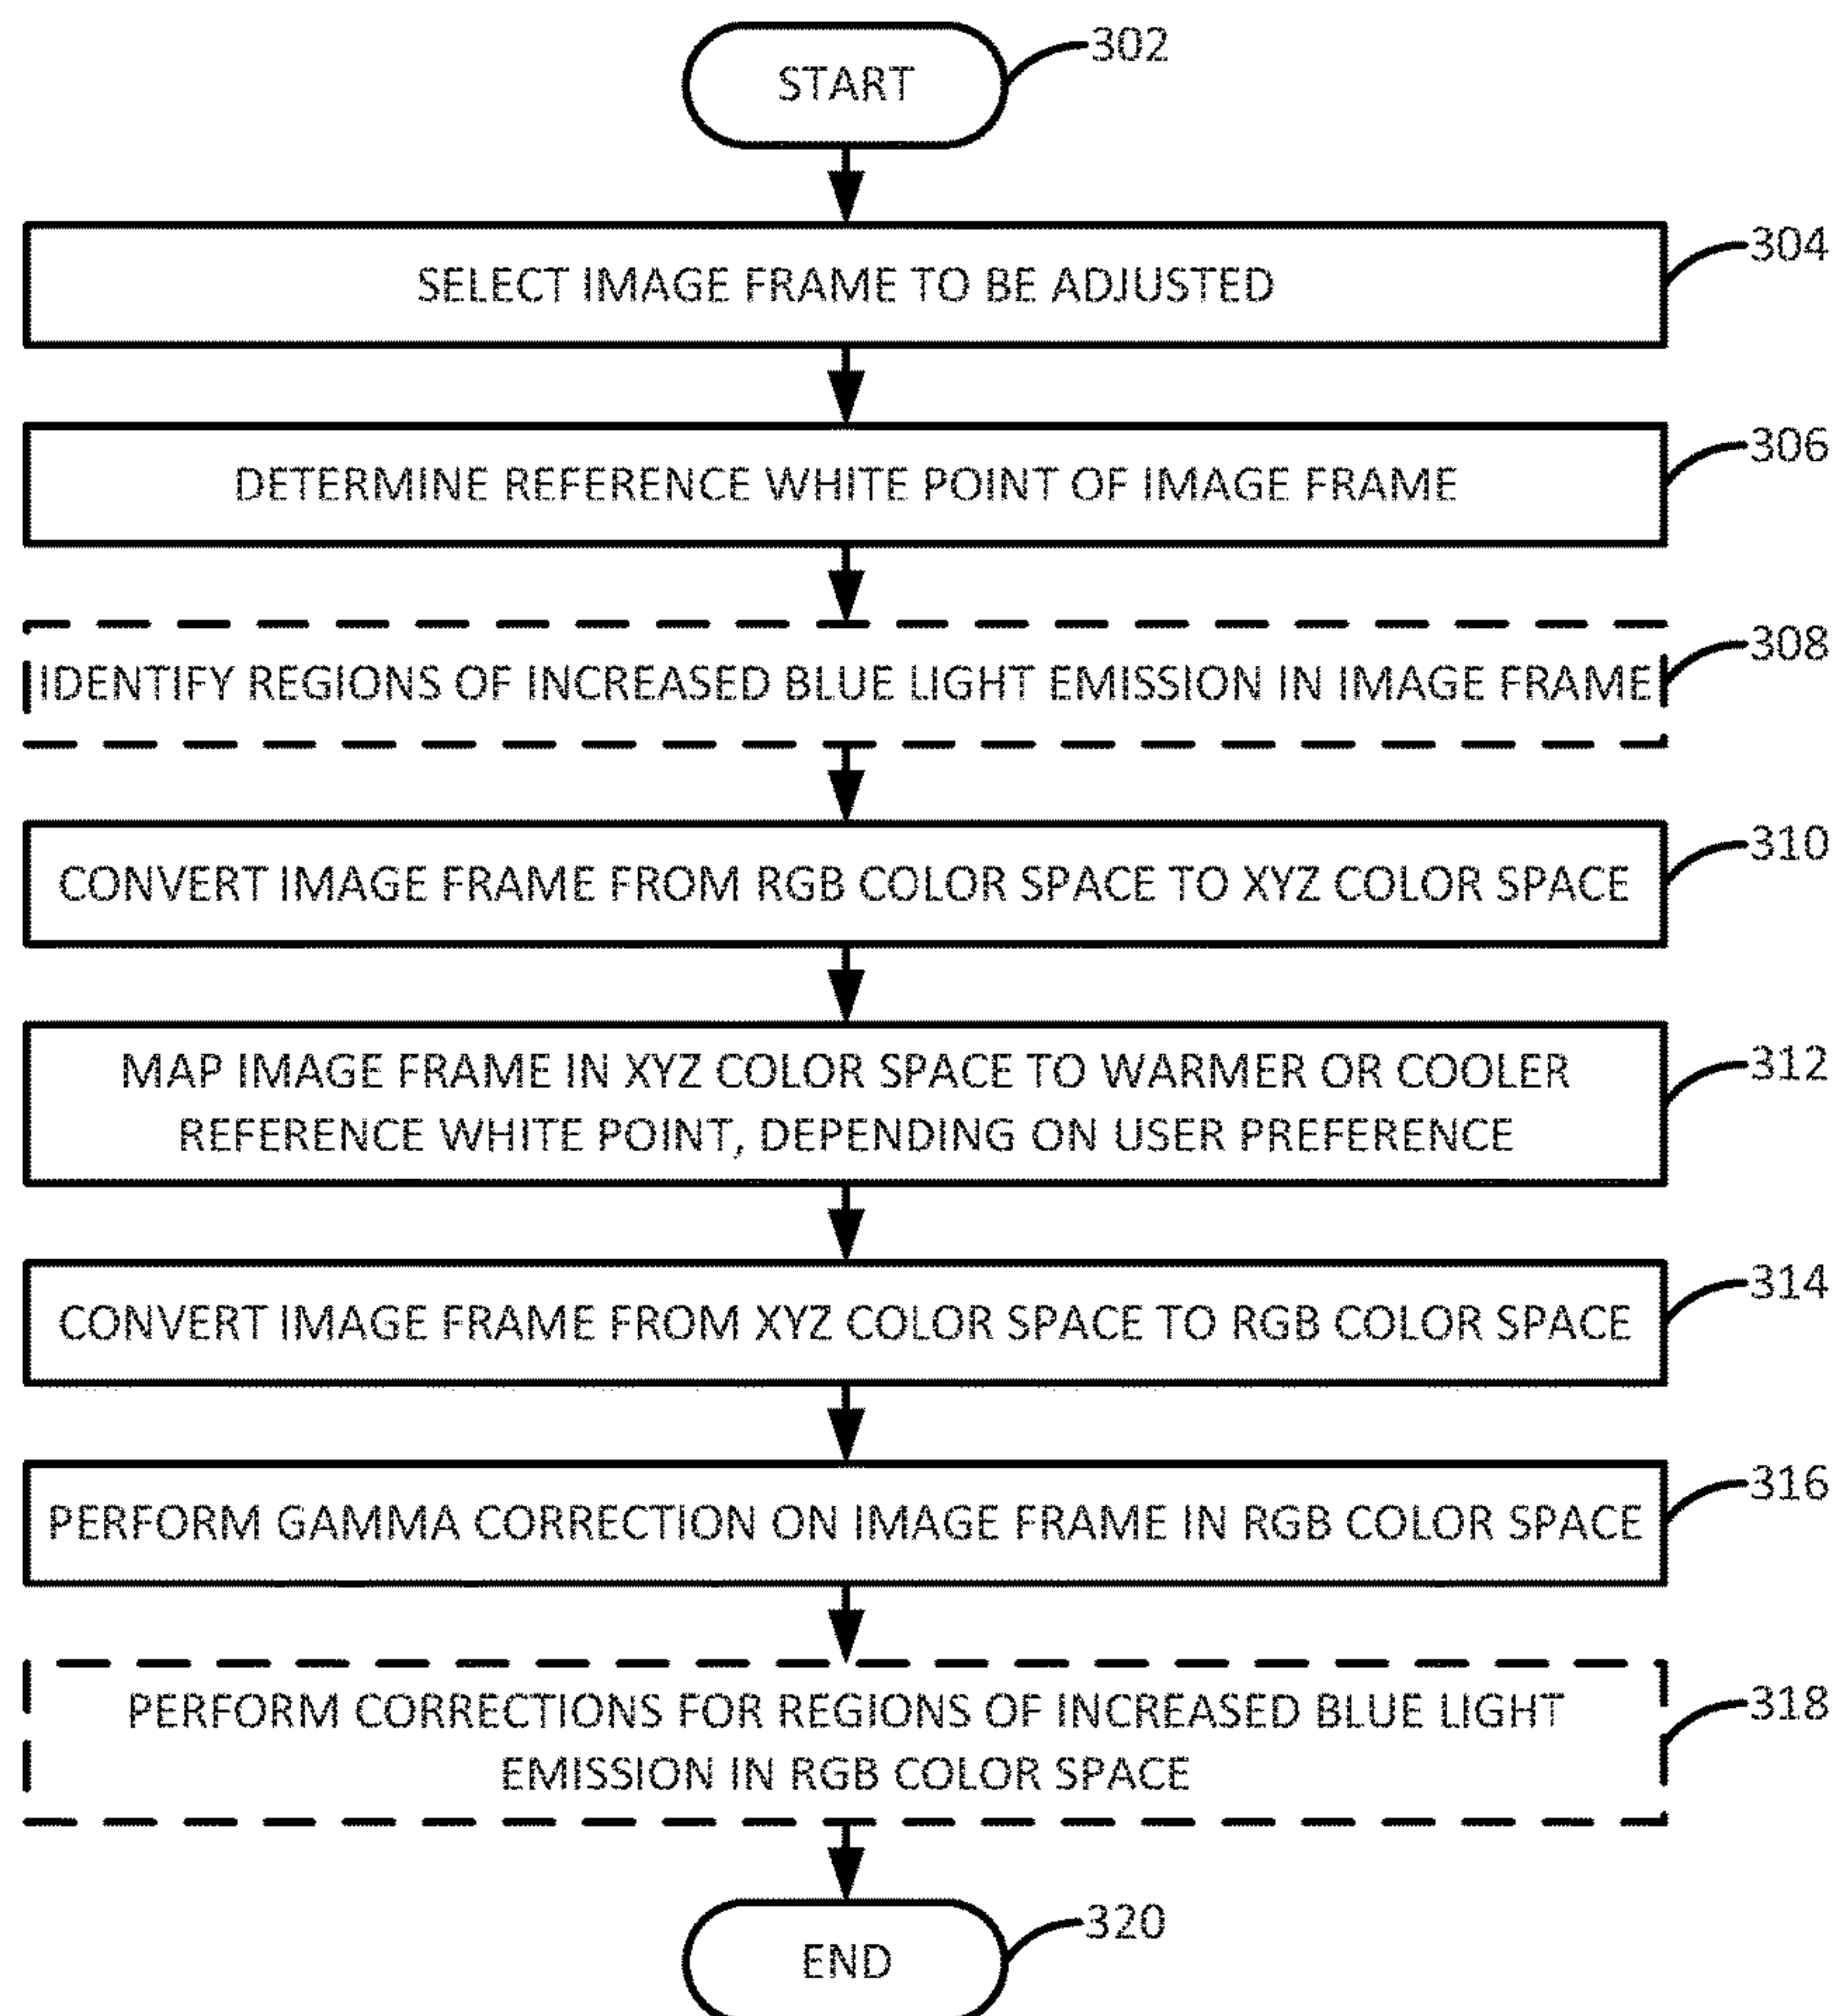 START
302
SELECT IMAGE FRAME TO BE ADJUSTED
304
DETERMINE REFERENCE WHITE POINT OF IMAGE FRAME
306
IDENTIFY REGIONS OF INCREASED BLUE LIGHT EMISSION IN IMAGE FRAME
308
CONVERT IMAGE FRAME FROM RGB COLOR SPACE TO XYZ COLOR SPACE
310
MAP IMAGE FRAME IN XYZ COLOR SPACE TO WARMER OR COOLER
REFERENCE WHITE POINT, DEPENDING ON USER PREFERENCE
312
CONVERT IMAGE FRAME FROM XYZ COLOR SPACE TO RGB COLOR SPACE
314
PERFORM GAMMA CORRECTION ON IMAGE FRAME IN RGB COLOR SPACE
316
PERFORM CORRECTIONS FOR REGIONS OF INCREASED BLUE LIGHT
EMISSION IN RGB COLOR SPACE
318
END
320